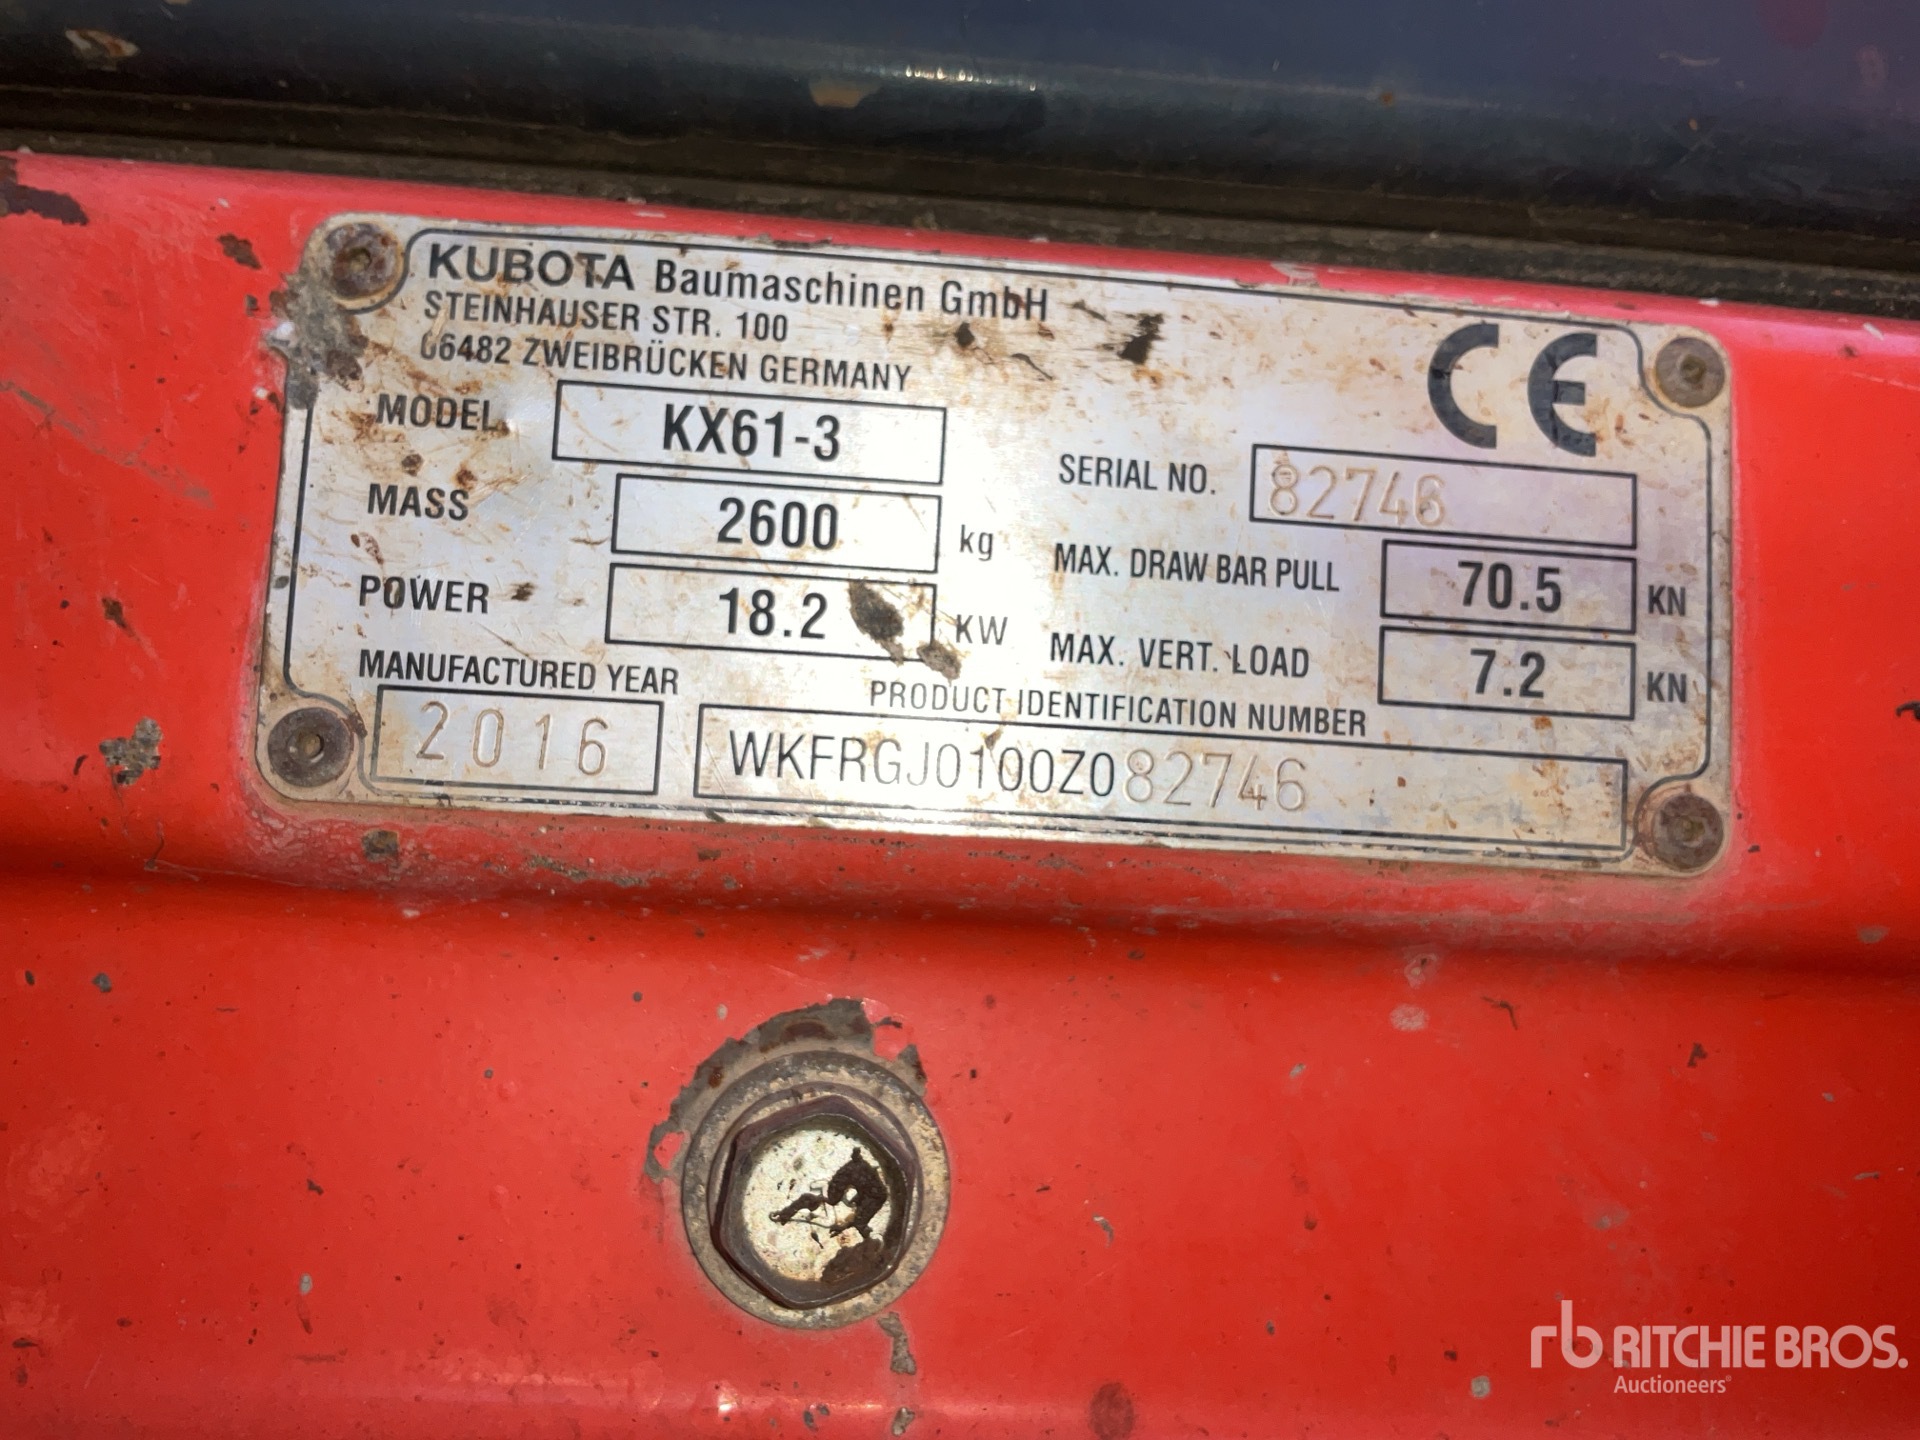 KUBOTA Baumaschinen GmbH
STEINHAUSER STR. 100
66482 ZWEIBRÜCKEN GERMANY
CE
MODEL KX61-3
SERIAL NO. 82746
MASS 2600 kg
MAX. DRAW BAR PULL 70.5 KN
POWER 18.2 KW
MAX. VERT. LOAD 7.2 KN
MANUFACTURED YEAR
2016
PRODUCT IDENTIFICATION NUMBER
WKFRGJ0100Z082746
rb RITCHIE BROS.
Auctioneers®